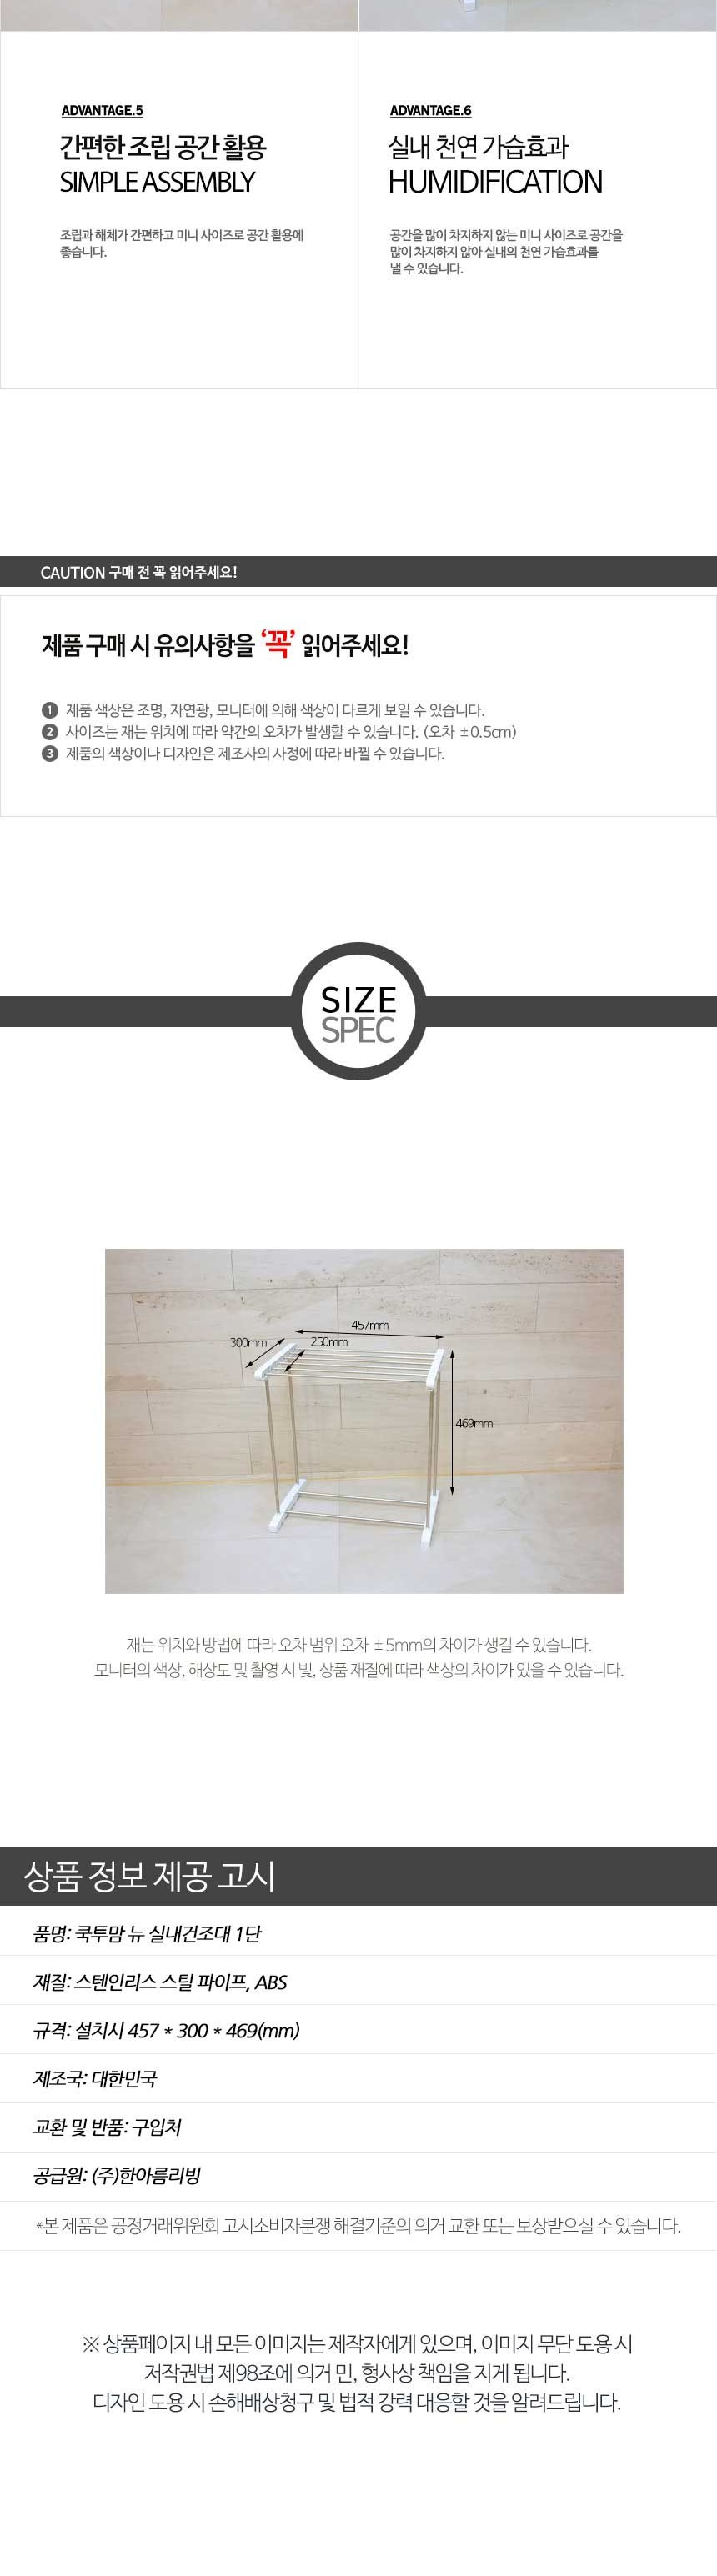 ADVANTAGE.5
간편한 조립 공간 활용
SIMPLE ASSEMBLY
조립과 해체가 간편하고 미니 사이즈로 공간 활용에
좋습니다.
ADVANTAGE.6
실내 천연 가습효과
HUMIDIFICATION
공간을 많이 차지하지 않는 미니 사이즈로 공간을
많이 차지하지 않아 실내의 천연 가습효과를
낼 수 있습니다.
CAUTION 구매 전 꼭 읽어주세요!
제품 구매 시 유의사항을 ‘꼭’ 읽어주세요!
1 제품 색상은 조명, 자연광, 모니터에 의해 색상이 다르게 보일 수 있습니다.
2 사이즈는 재는 위치에 따라 약간의 오차가 발생할 수 있습니다. (오차 ±0.5cm)
3 제품의 색상이나 디자인은 제조사의 사정에 따라 바뀔 수 있습니다.
SIZE
SPEC
457mm
300mm
250mm
469mm
재는 위치와 방법에 따라 오차 범위 오차 ±5mm의 차이가 생길 수 있습니다.
모니터의 색상, 해상도 및 촬영 시 빛, 상품 재질에 따라 색상의 차이가 있을 수 있습니다.
상품 정보 제공 고시
품명: 쿡투맘 뉴 실내건조대 1단
재질: 스텐인리스 스틸 파이프, ABS
규격: 설치시 457 * 300 * 469(mm)
제조국: 대한민국
교환 및 반품: 구입처
공급원: (주)한아름리빙
*본 제품은 공정거래위원회 고시소비자분쟁 해결기준의 의거 교환 또는 보상받으실 수 있습니다.
※ 상품페이지 내 모든 이미지는 제작자에게 있으며, 이미지 무단 도용 시
저작권법 제98조에 의거 민, 형사상 책임을 지게 됩니다.
디자인 도용 시 손해배상청구 및 법적 강력 대응할 것을 알려드립니다.